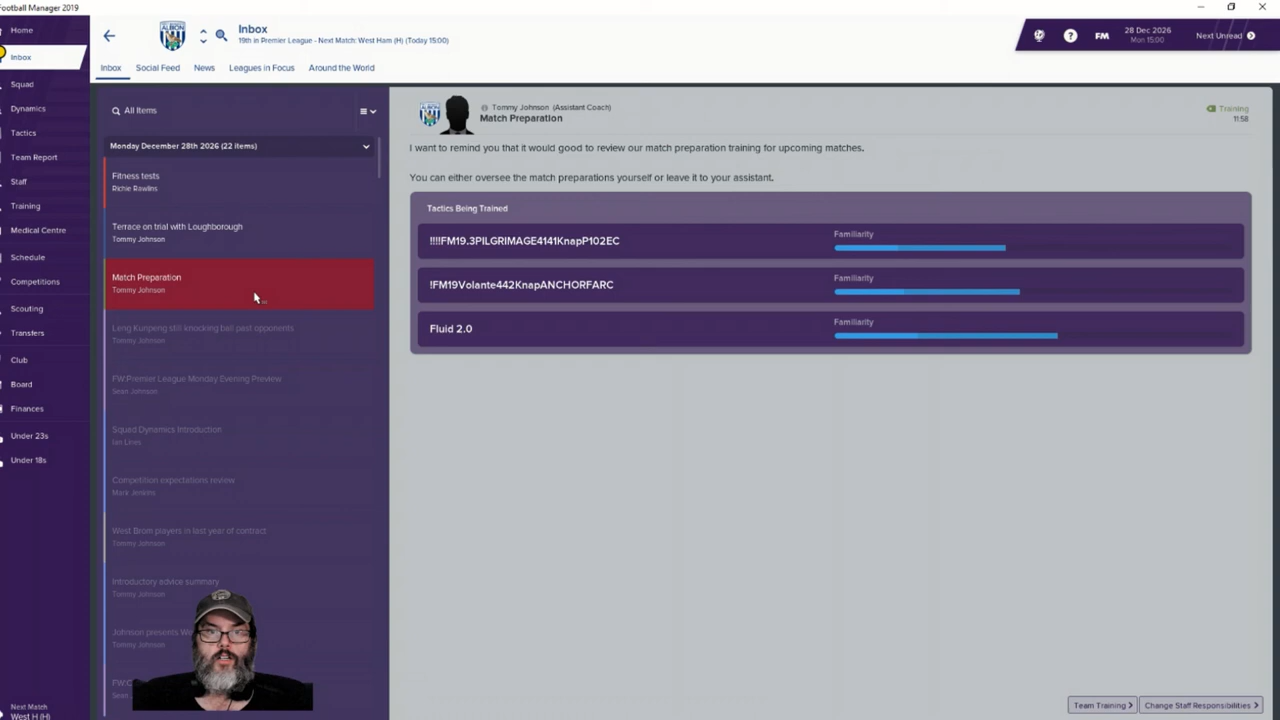 Football Manager 2019
Home
Inbox
Squad
Dynamics
Tactics
Team Report
Staff
Training
Medical Centre
Schedule
Competitions
Scouting
Transfers
Club
Board
Finances
Under 23s
Under 18s
Next Match
West H (H)
Inbox
19th in Premier League - Next Match: West Ham (H) (Today 15:00)
FM
28 Dec 2026
Mon 15:00
Next Unread
Inbox
Social Feed
News
Leagues in Focus
Around the World
All Items
Monday December 28th 2026 (22 items)
Fitness tests
Richie Rawlins
Terrace on trial with Loughborough
Tommy Johnson
Match Preparation
Tommy Johnson
Leng Kunpeng still knocking ball past opponents
Tommy Johnson
FW:Premier League Monday Evening Preview
Sean Johnson
Squad Dynamics Introduction
Ian Lines
Competition expectations review
Mark Jenkins
West Brom players in last year of contract
Tommy Johnson
Introductory advice summary
Tommy Johnson
Johnson presents
Tommy Johnson
Sean
Tommy Johnson (Assistant Coach)
Match Preparation
Training
11:58
I want to remind you that it would good to review our match preparation training for upcoming matches.
You can either oversee the match preparations yourself or leave it to your assistant.
Tactics Being Trained
!!!!FM19.3PILGRIMAGE4141KnapP102EC
Familiarity
!FM19Volante442KnapANCHORFARC
Familiarity
Fluid 2.0
Familiarity
Team Training
Change Staff Responsibilities